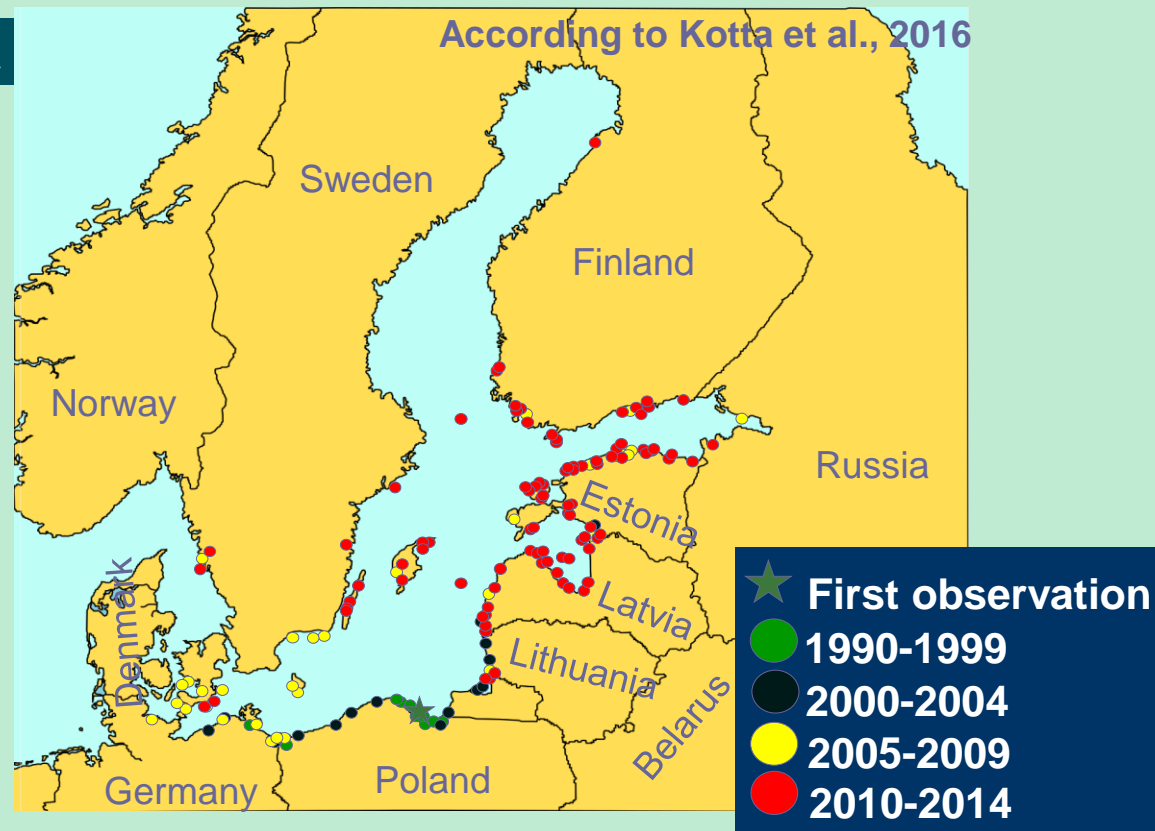 According to Kotta et al., 2016
Sweden
Finland
Norway
Russia
Estonia
Denmark
Latvia
Lithuania
Belarus
Germany
Poland
First observation
1990-1999
2000-2004
2005-2009
2010-2014